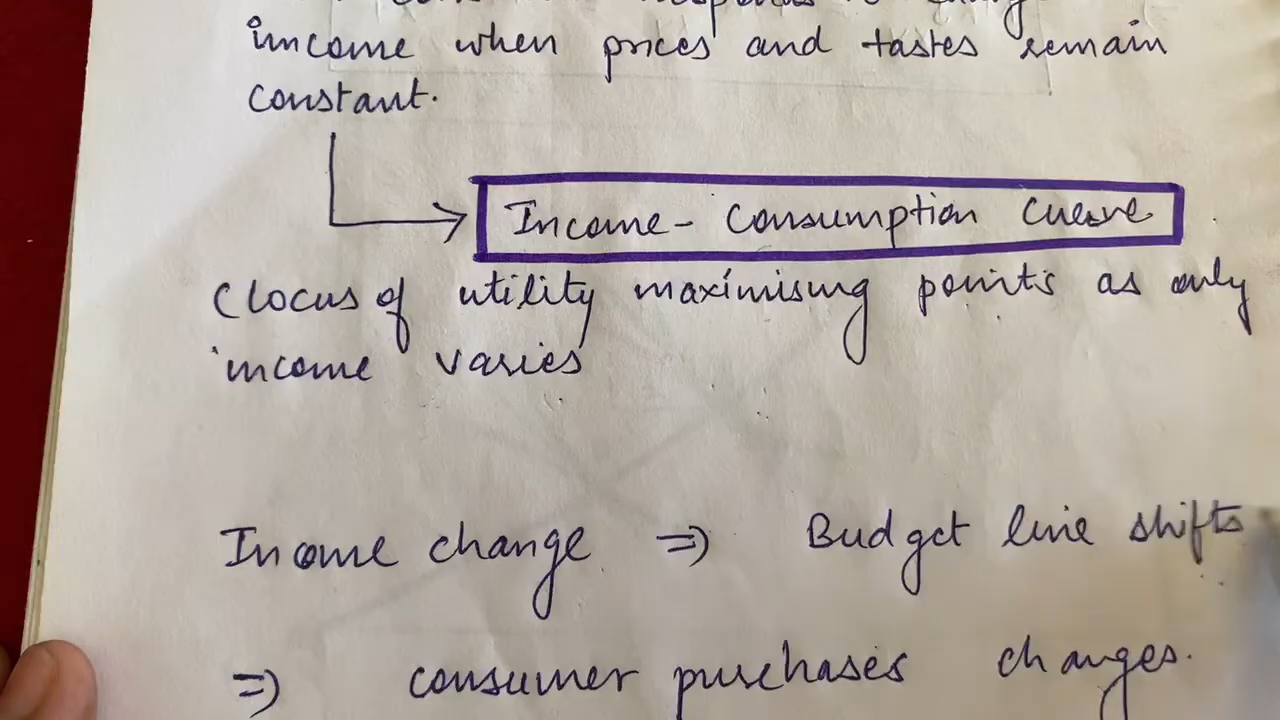 income when prices and tastes remain
constant.
Income - Consumption Curve
(locus of utility maximising points as only
income varies
Income change => Budget line shifts
=> consumer purchases changes.